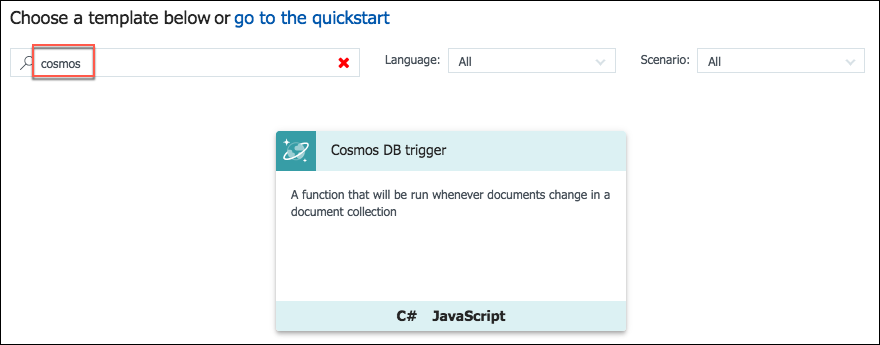 Choose a template below or go to the quickstart
cosmos Language: All Scenario: All
Cosmos DB trigger
A function that will be run whenever documents change in a
document collection
C# JavaScript